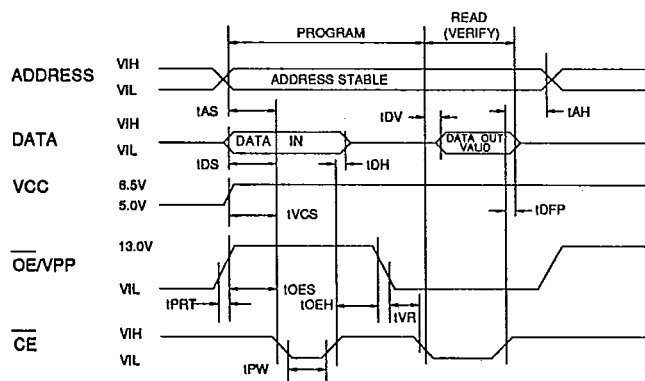 PROGRAM
READ
(VERIFY)
ADDRESS
VIH
VIL
ADDRESS STABLE
tAS
tDV
tAH
DATA
VIH
VIL
DATA IN
DATA OUT
VALID
tDS
tDH
VCC
6.5V
5.0V
tVCS
tDFP
OE/VPP
13.0V
VIL
tPRT
tOES
tOEH
tVR
CE
VIH
VIL
tPW